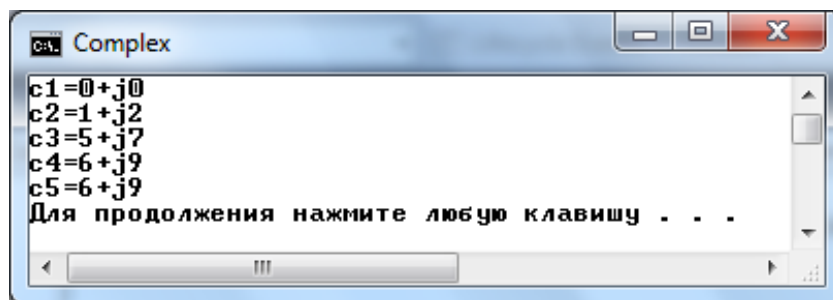 C:\. Complex
c1=0+j0
c2=1+j2
c3=5+j7
c4=6+j9
c5=6+j9
Для продолжения нажмите любую клавишу . . .